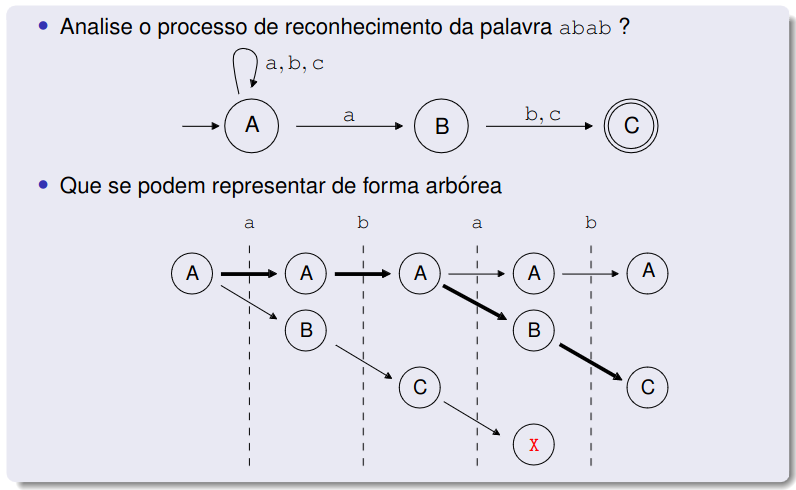 Analise o processo de reconhecimento da palavra abab ?
a, b, c
A a B b, c C
Que se podem representar de forma arbórea
a b a b
A A A A A
B B
C C
X